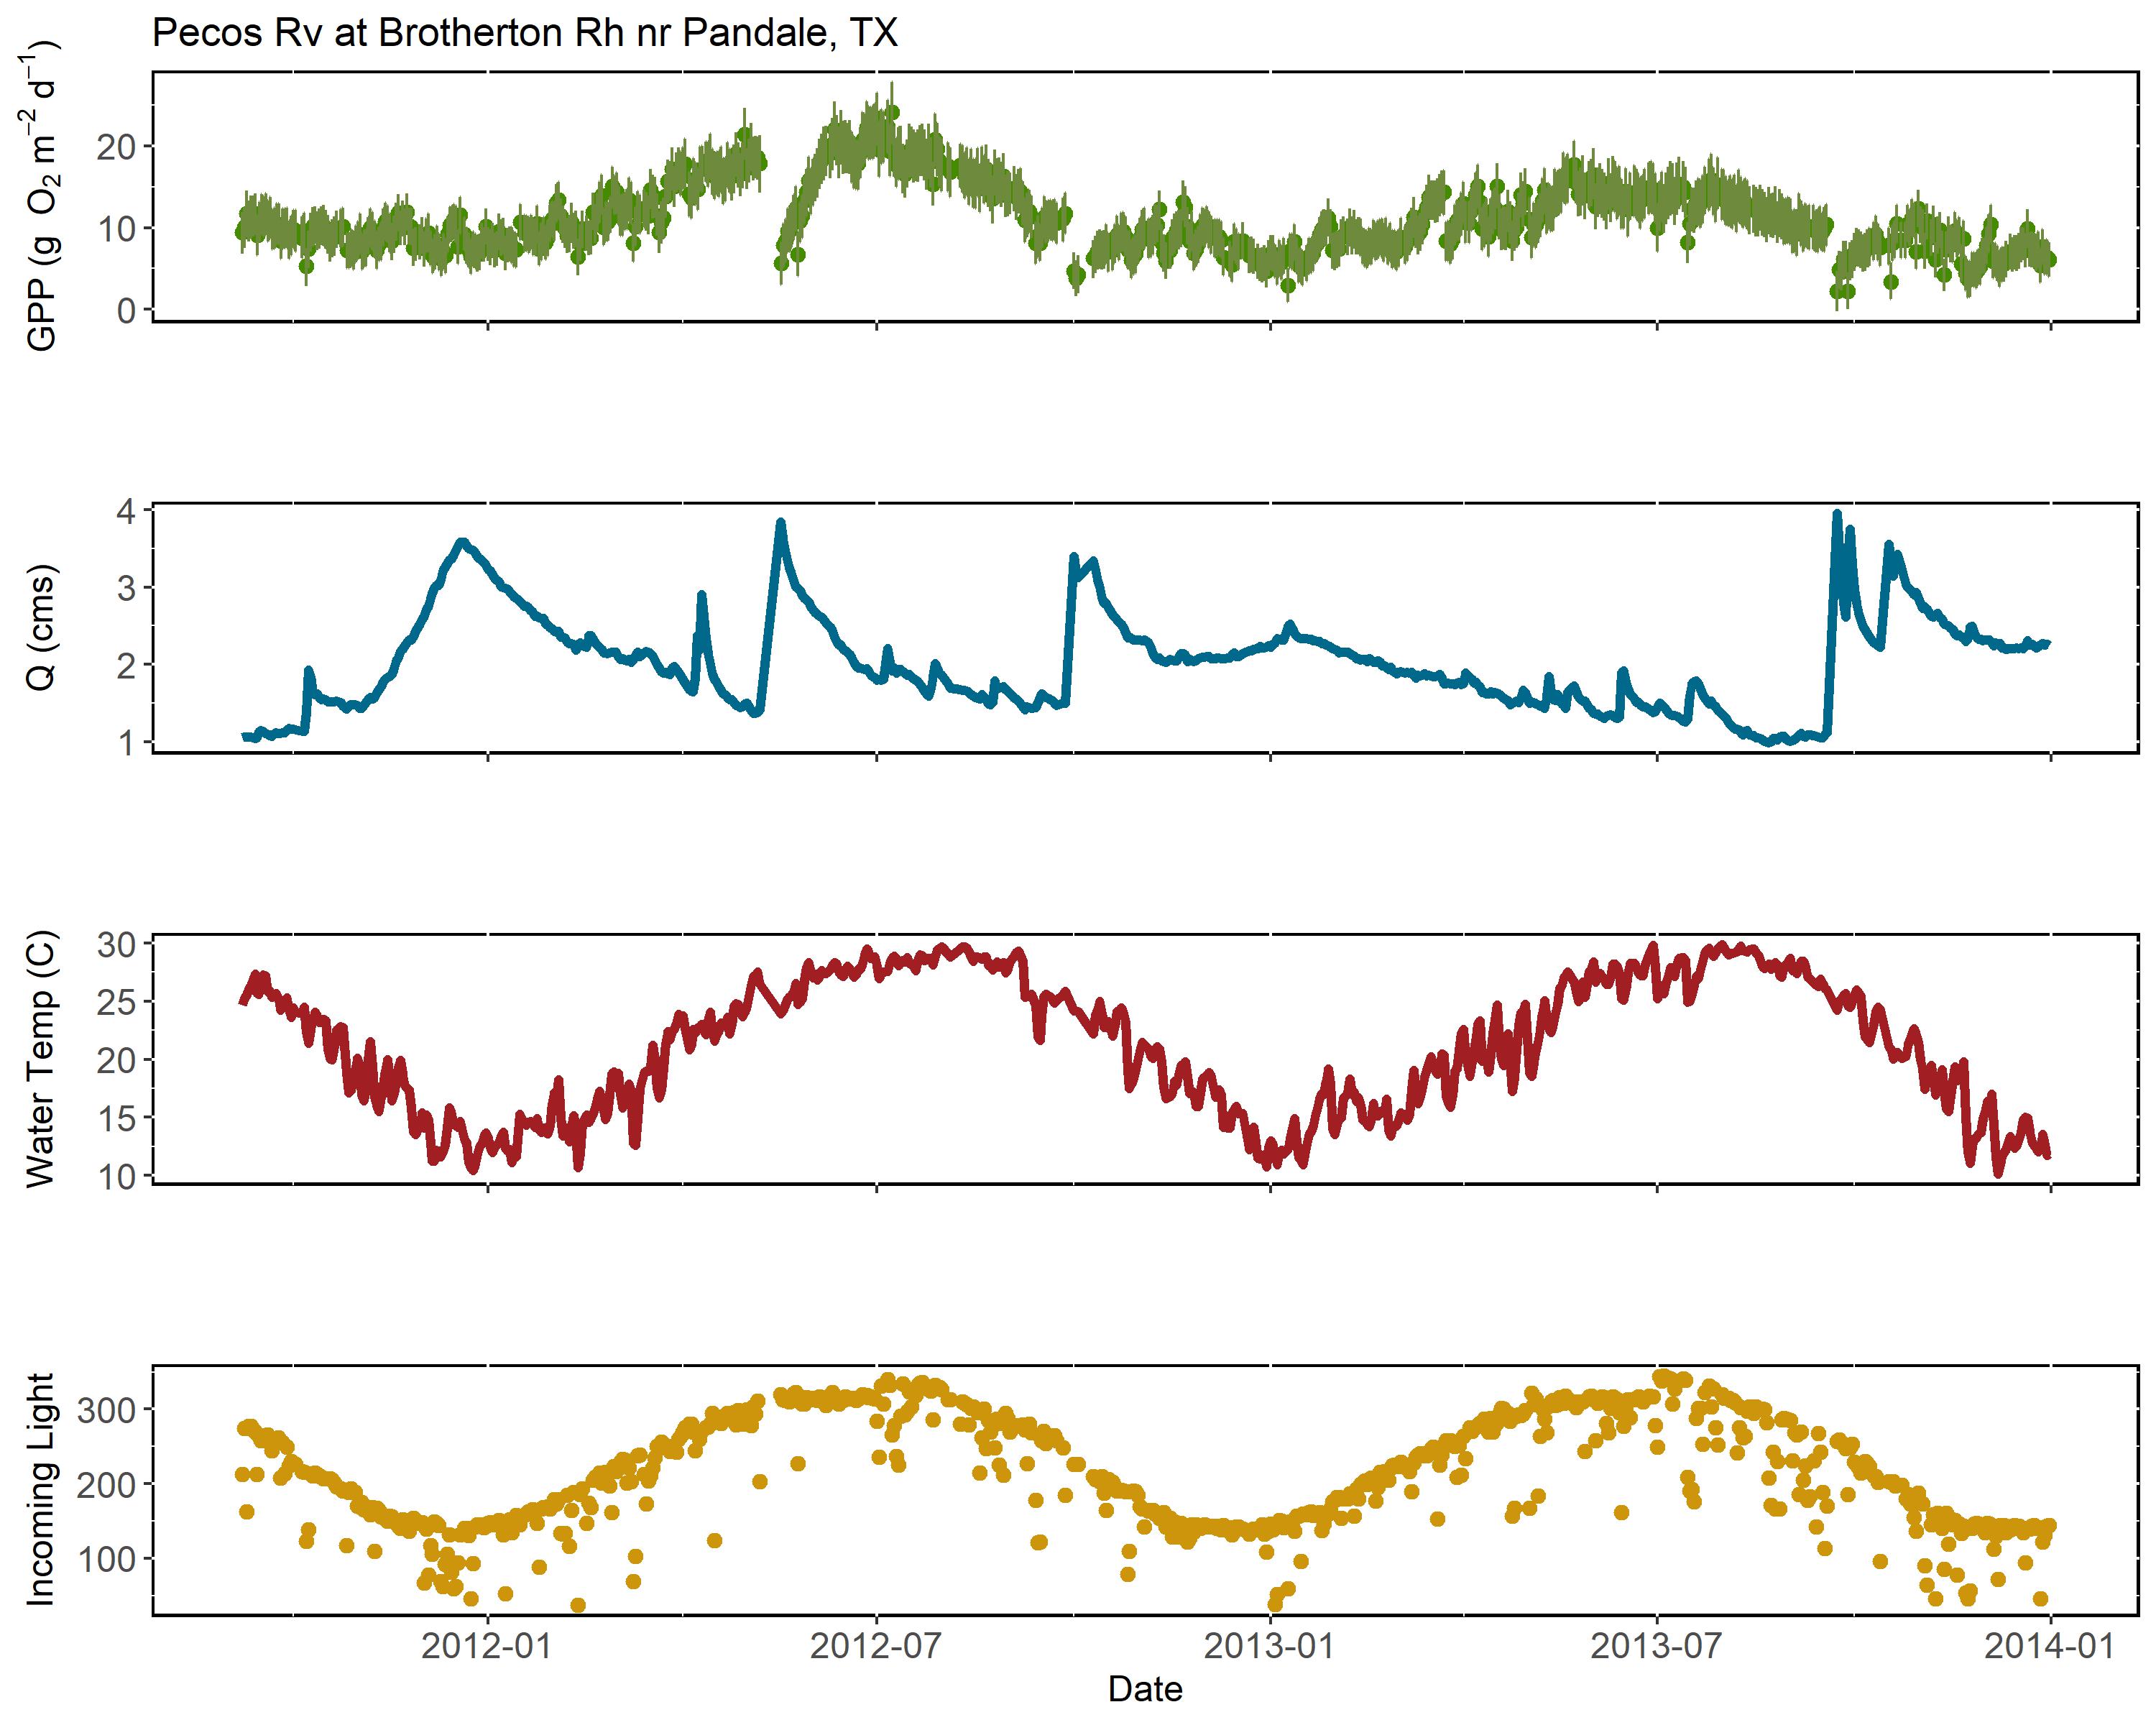 Pecos Rv at Brotherton Rh nr Pandale, TX
GPP (g O₂ m⁻² d⁻¹)
20
10
0
Q (cms)
4
3
2
1
Water Temp (C)
30
25
20
15
10
Incoming Light
300
200
100
2012-01 2012-07 2013-01 2013-07 2014-01
Date